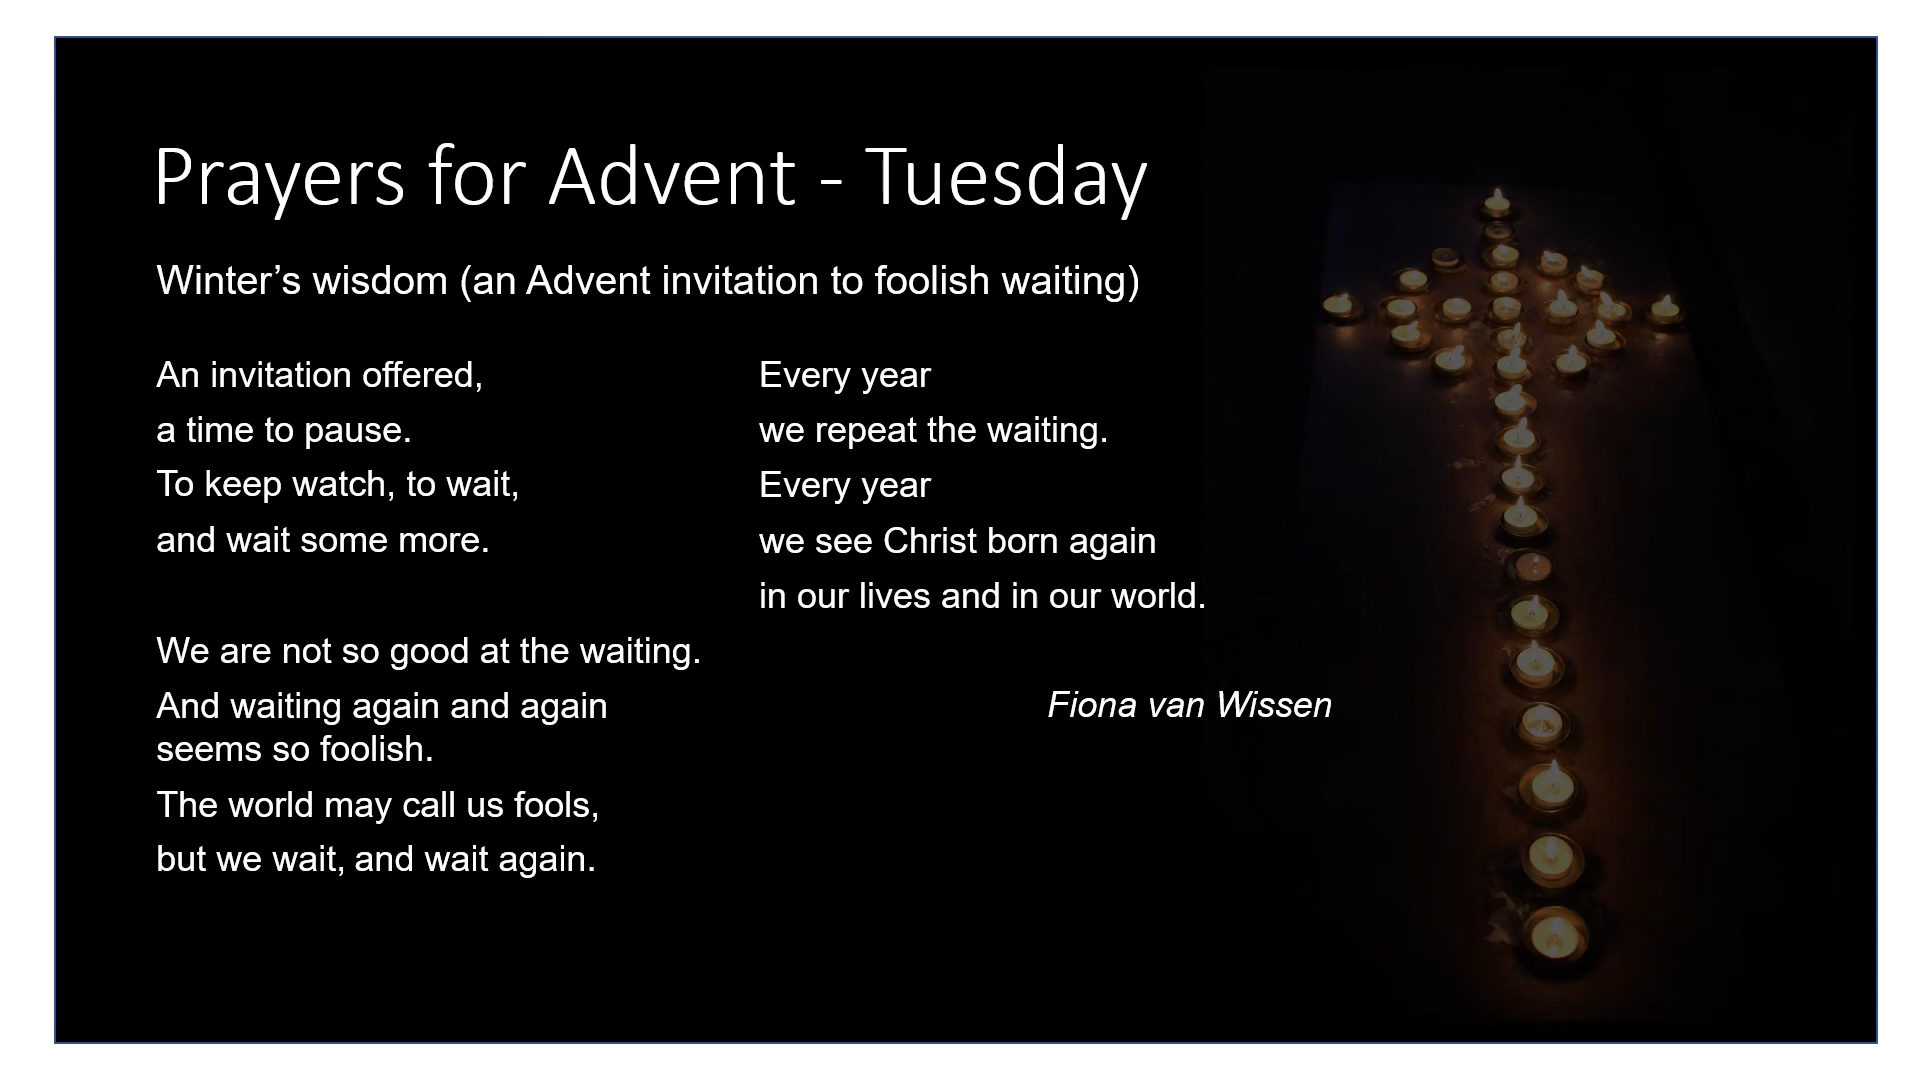 Prayers for Advent - Tuesday
Winter’s wisdom (an Advent invitation to foolish waiting)
An invitation offered,
a time to pause.
To keep watch, to wait,
and wait some more.
We are not so good at the waiting.
And waiting again and again
seems so foolish.
The world may call us fools,
but we wait, and wait again.
Every year
we repeat the waiting.
Every year
we see Christ born again
in our lives and in our world.
Fiona van Wissen